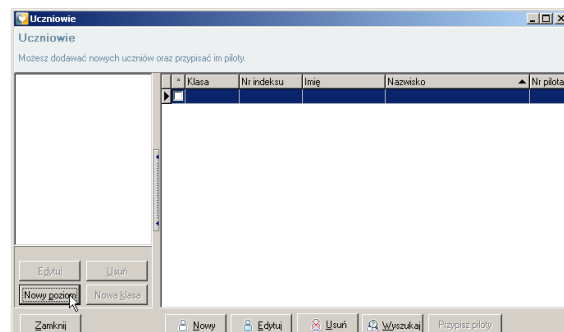 Uczniowie
Uczniowie
Możesz dodawać nowych uczniów oraz przypisać im piloty.
* Klasa Nr indeksu Imię Nazwisko Nr pilota
Edytuj Usuń
Nowy poziom Nowa klasa
Zamknij Nowy Edytuj Usuń Wyszukaj Przypisz piloty